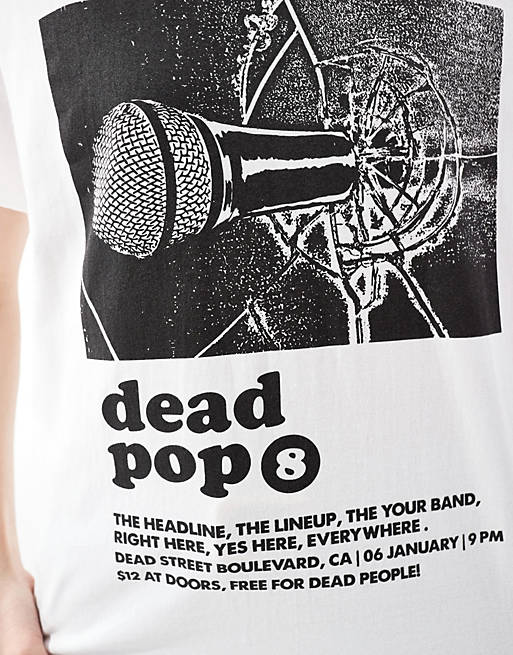 dead
pop 8
THE HEADLINE, THE LINEUP, THE YOUR BAND,
RIGHT HERE, YES HERE, EVERYWHERE.
DEAD STREET BOULEVARD, CA | 06 JANUARY | 9 PM
$12 AT DOORS, FREE FOR DEAD PEOPLE!